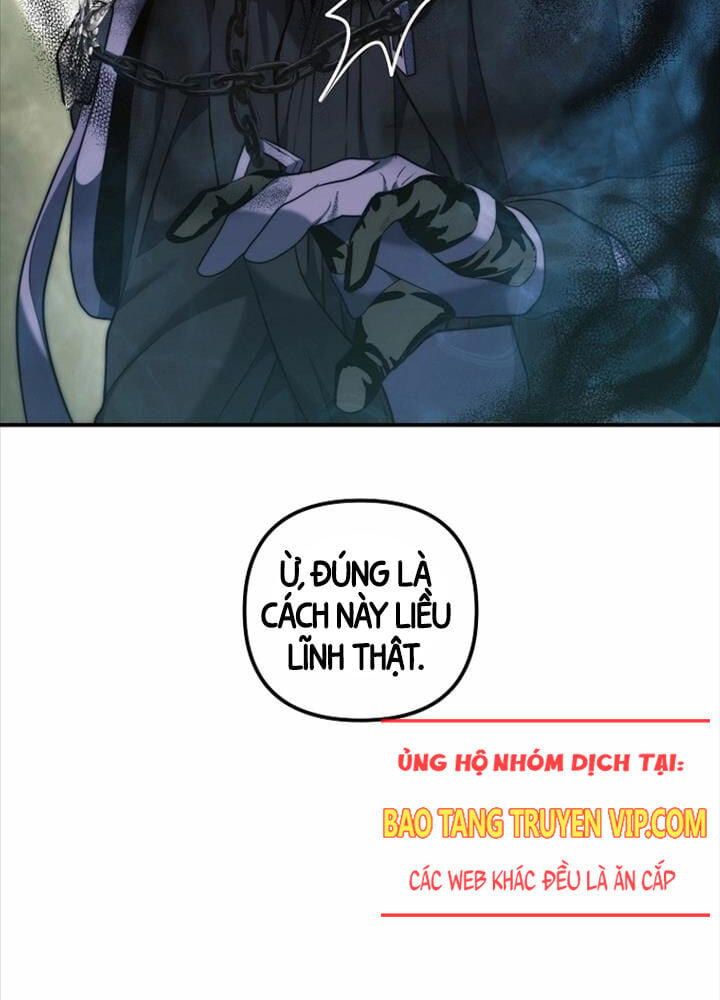 Ừ, ĐÚNG LÀ
CÁCH NÀY LIỀU
LĨNH THẬT.
ỦNG HỘ NHÓM DỊCH TẠI:
BAO TANG TRUYEN VIP.COM
CÁC WEB KHÁC ĐỀU LÀ ĂN CẮP